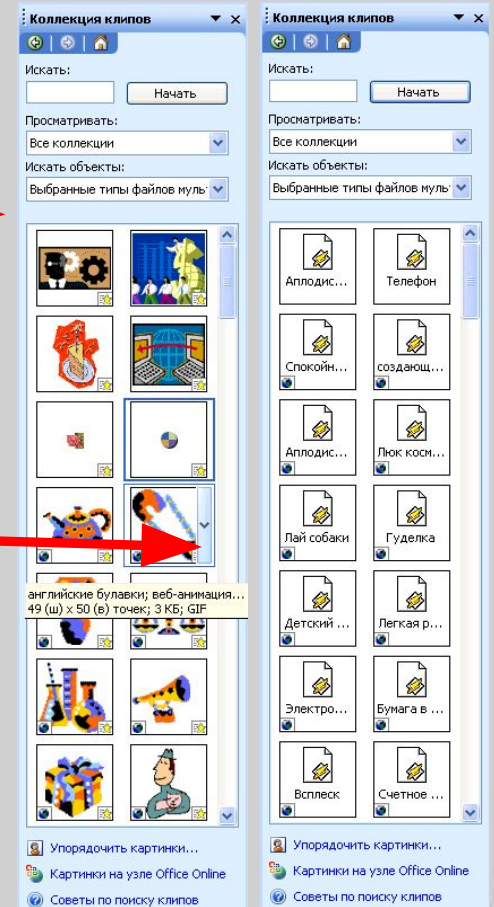 Коллекция клипов
Искать:
Начать
Просматривать:
Все коллекции
Искать объекты:
Выбранные типы файлов муль
английские булавки; веб-анимация...
49 (ш) x 50 (в) точек; 3 КБ; GIF
Упорядочить картинки...
Картинки на узле Office Online
Советы по поиску клипов
Коллекция клипов
Искать:
Начать
Просматривать:
Все коллекции
Искать объекты:
Выбранные типы файлов муль
Аплодис... Телефон
Спокойн... создающ...
Аплодис... Люк косм...
Лай собаки Гуделка
Детский ... Легкая р...
Электро... Бумага в ...
Всплеск Счетное ...
Упорядочить картинки...
Картинки на узле Office Online
Советы по поиску клипов